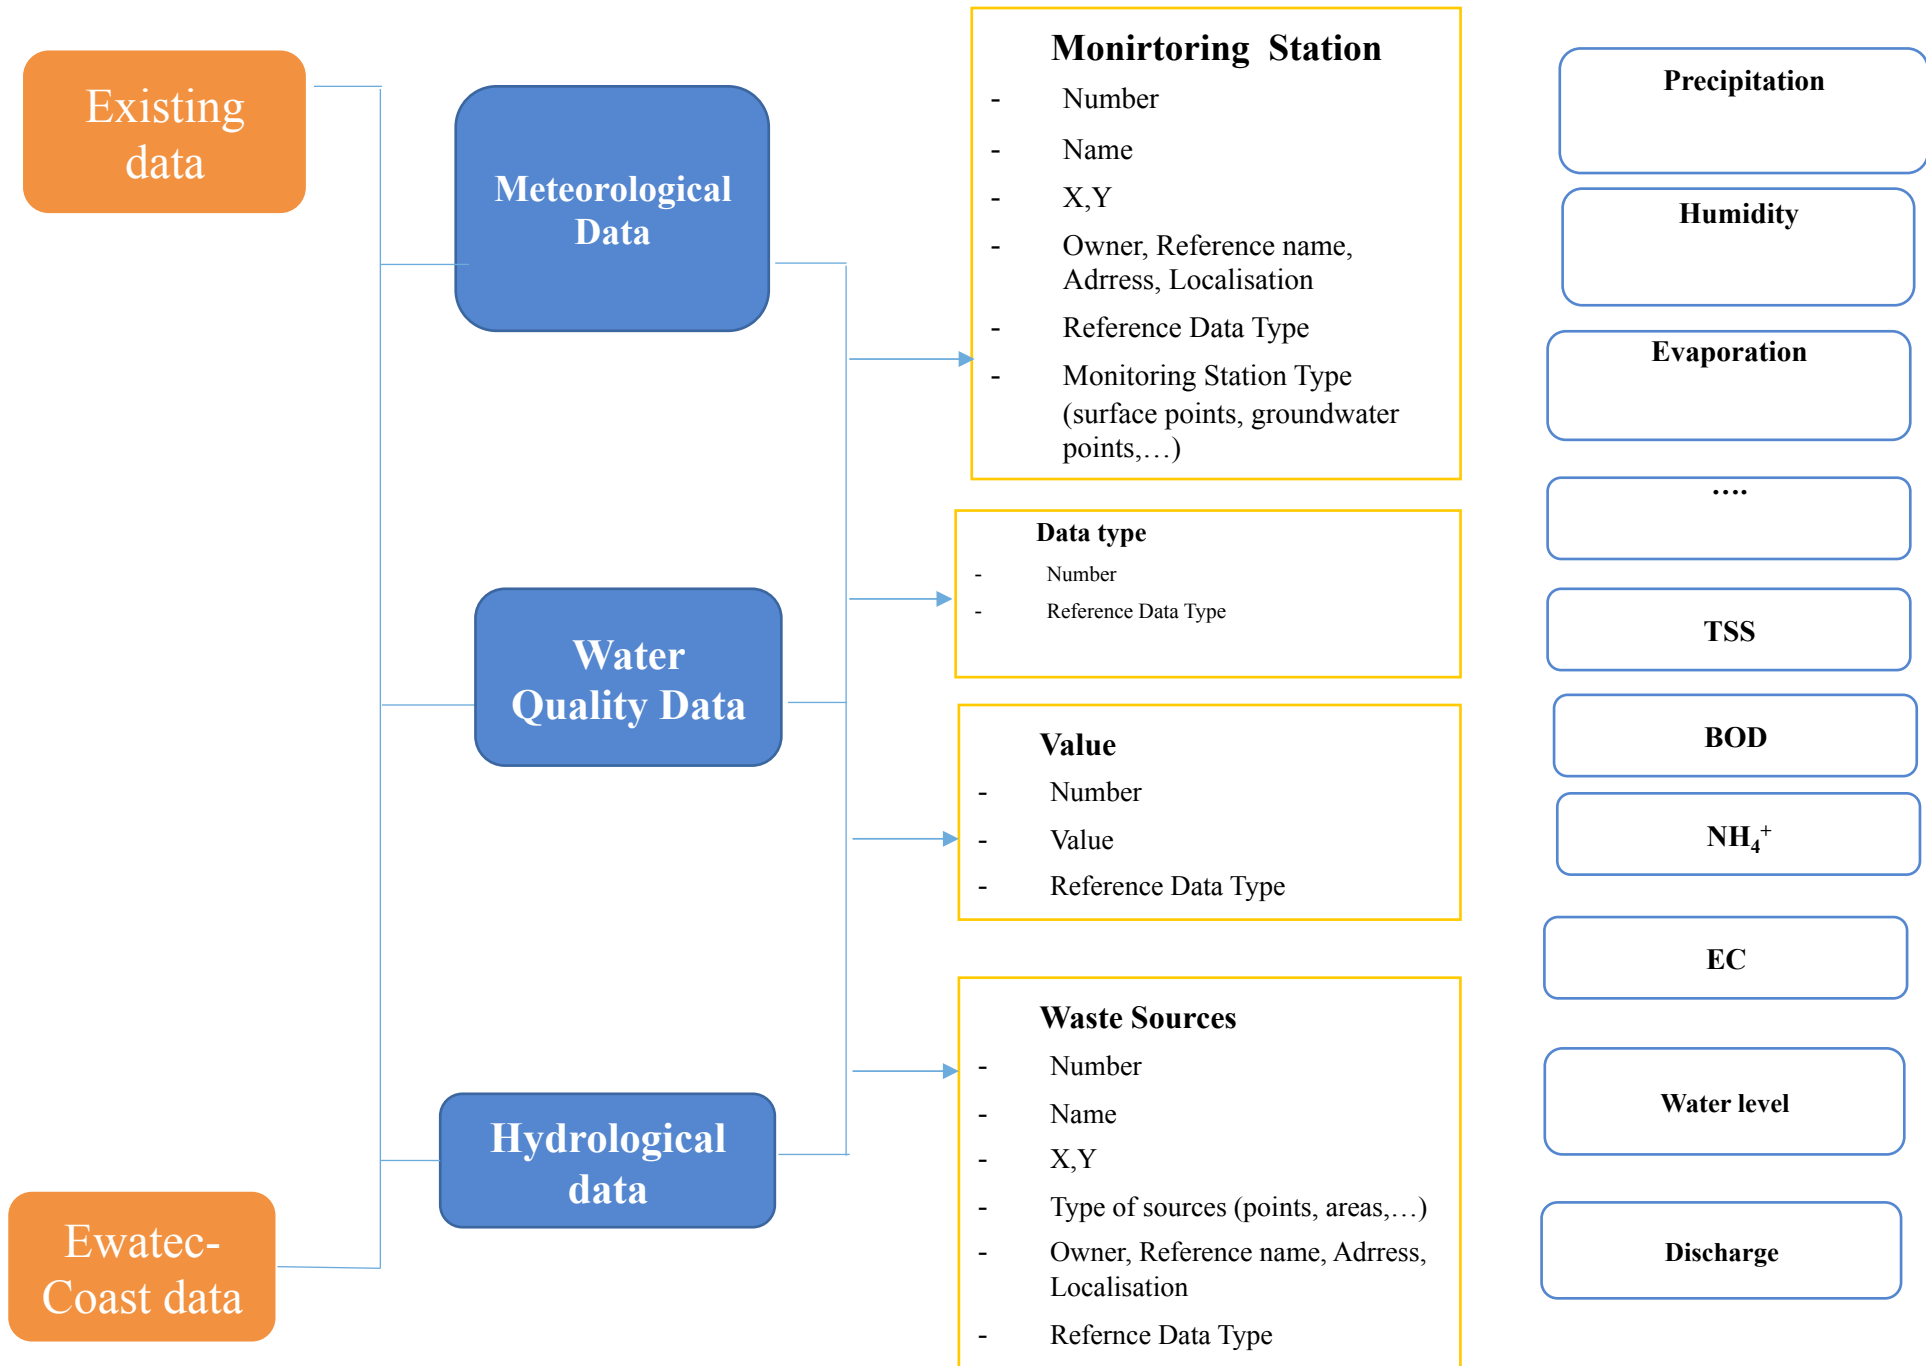 Existing
data
Ewatec-
Coast data
Meteorological
Data
Water
Quality Data
Hydrological
data
Monirtoring Station
- Number
- Name
- X,Y
- Owner, Reference name,
Adrress, Localisation
- Reference Data Type
- Monitoring Station Type
(surface points, groundwater
points,…)
Data type
- Number
- Reference Data Type
Value
- Number
- Value
- Reference Data Type
Waste Sources
- Number
- Name
- X,Y
- Type of sources (points, areas,…)
- Owner, Reference name, Adrress,
Localisation
- Refernce Data Type
Precipitation
Humidity
Evaporation
….
TSS
BOD
NH₄⁺
EC
Water level
Discharge